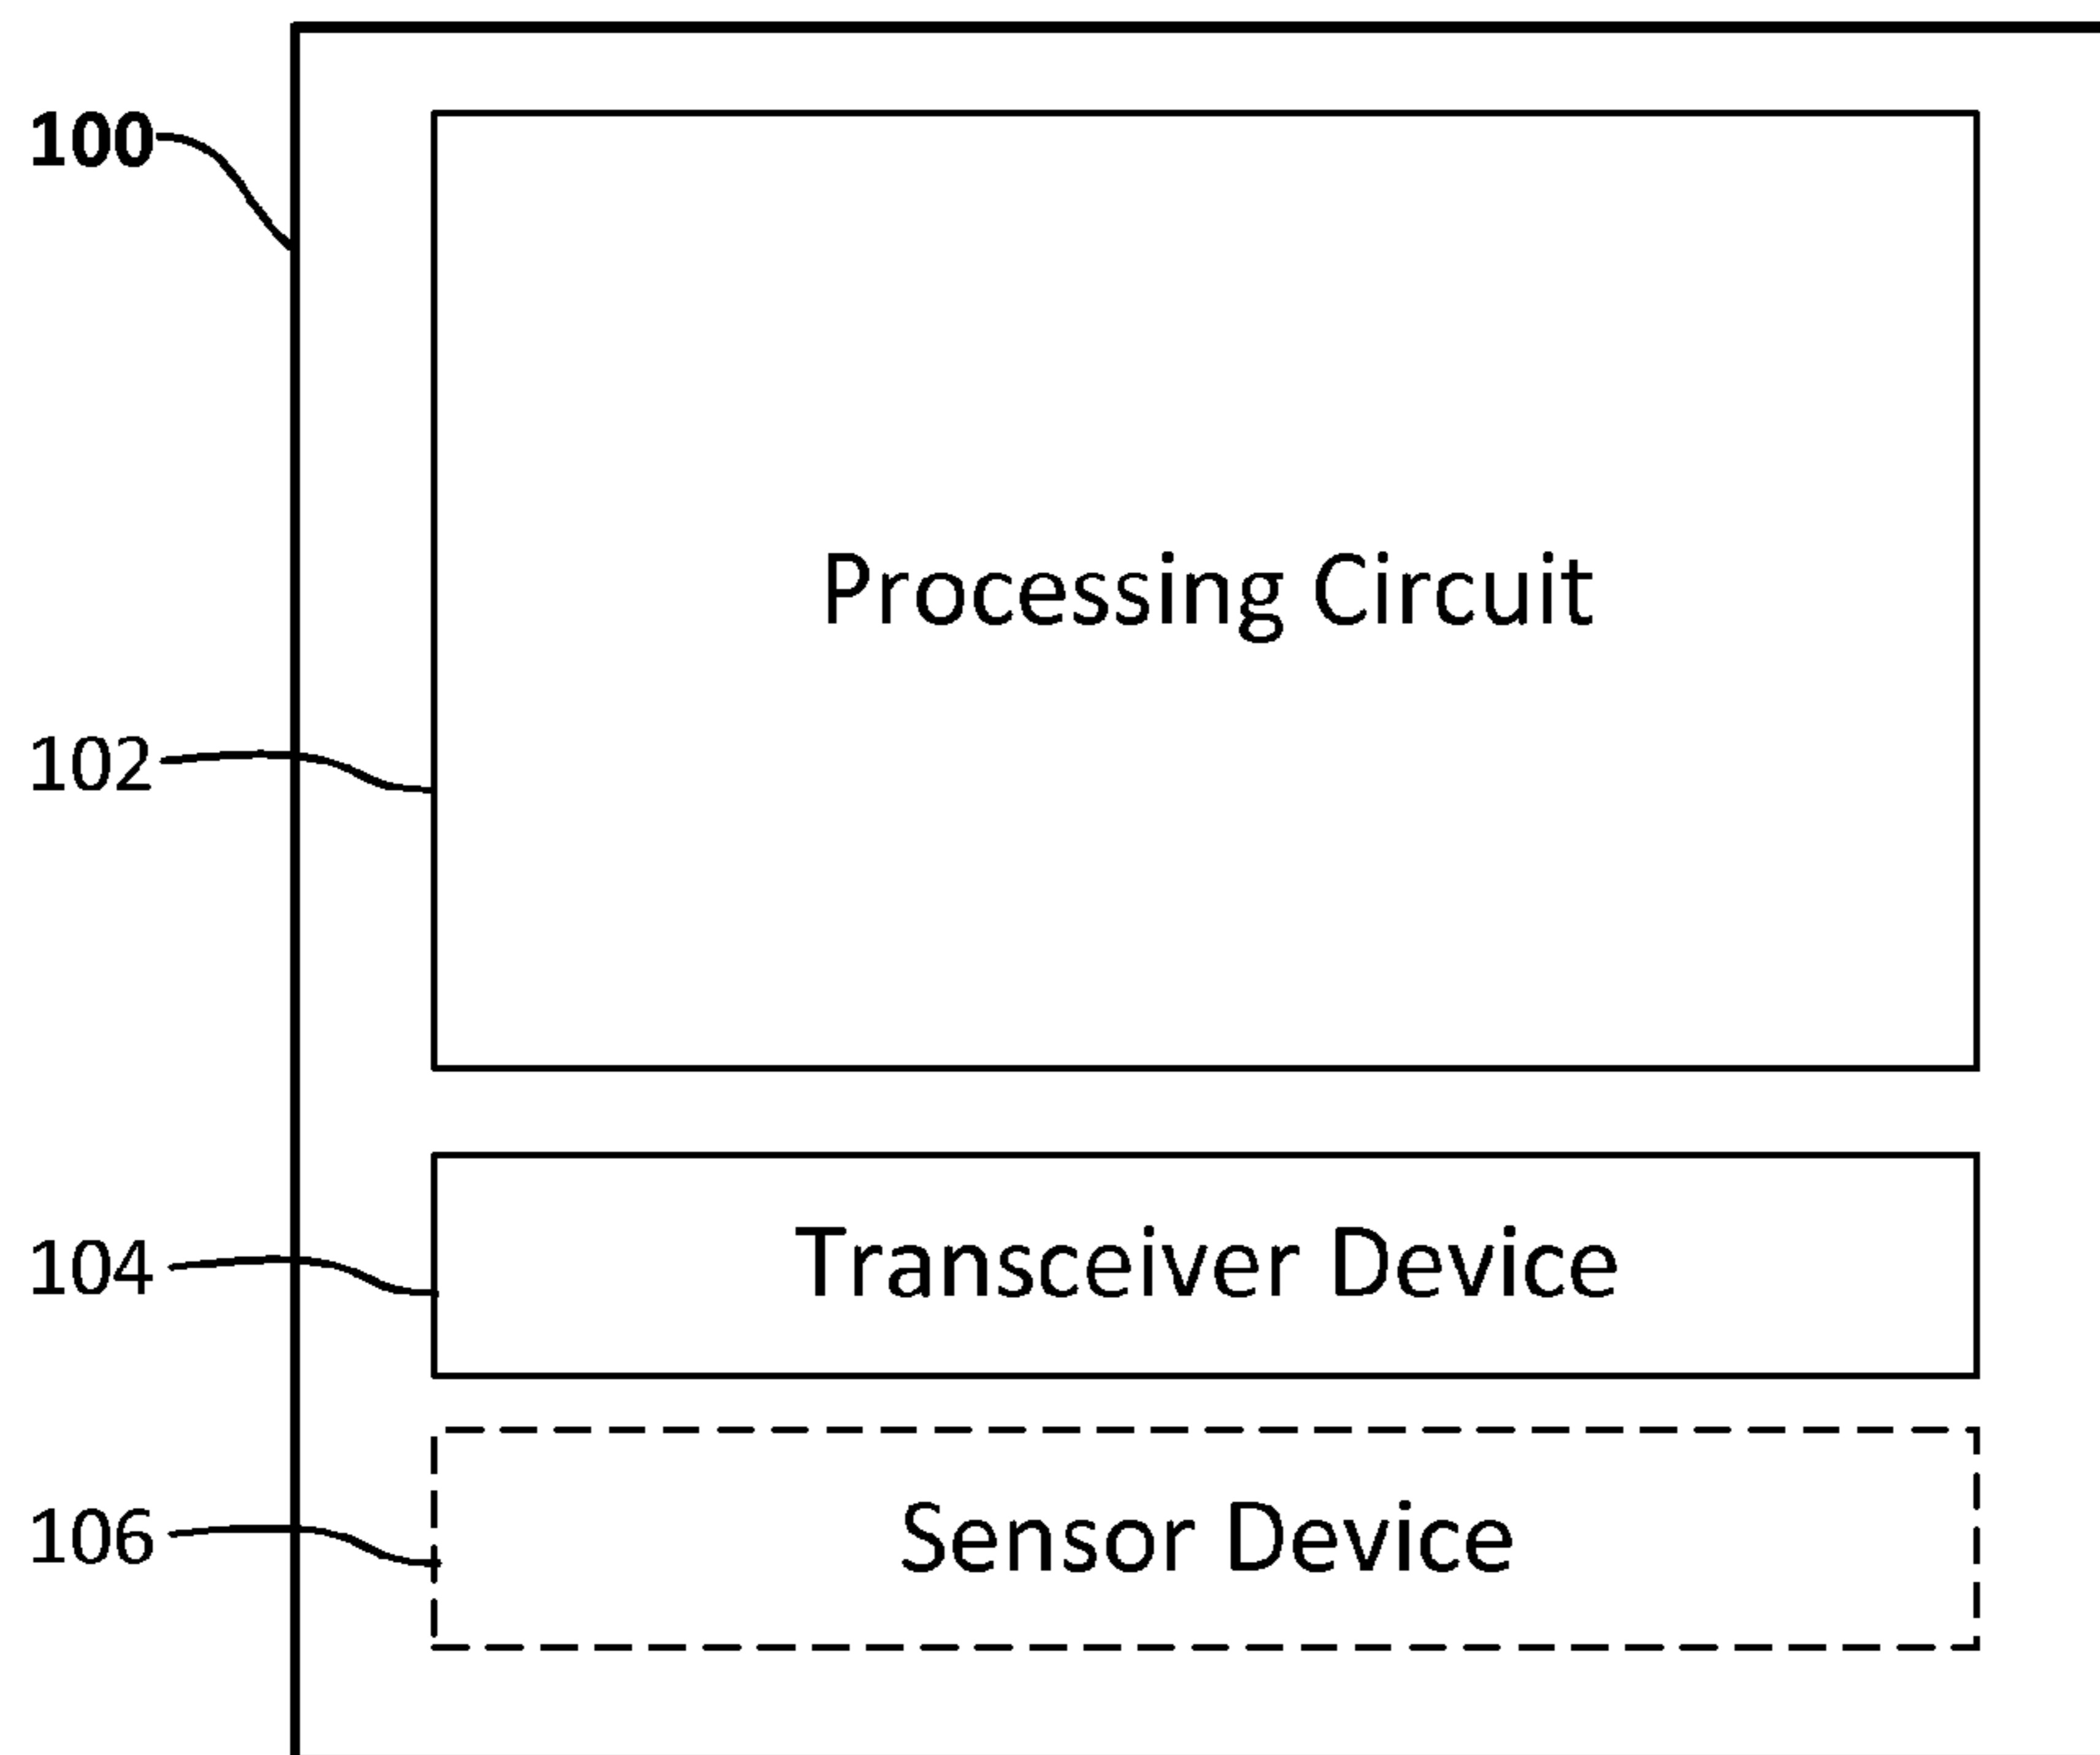 100
Processing Circuit
102
104
Transceiver Device
106
Sensor Device